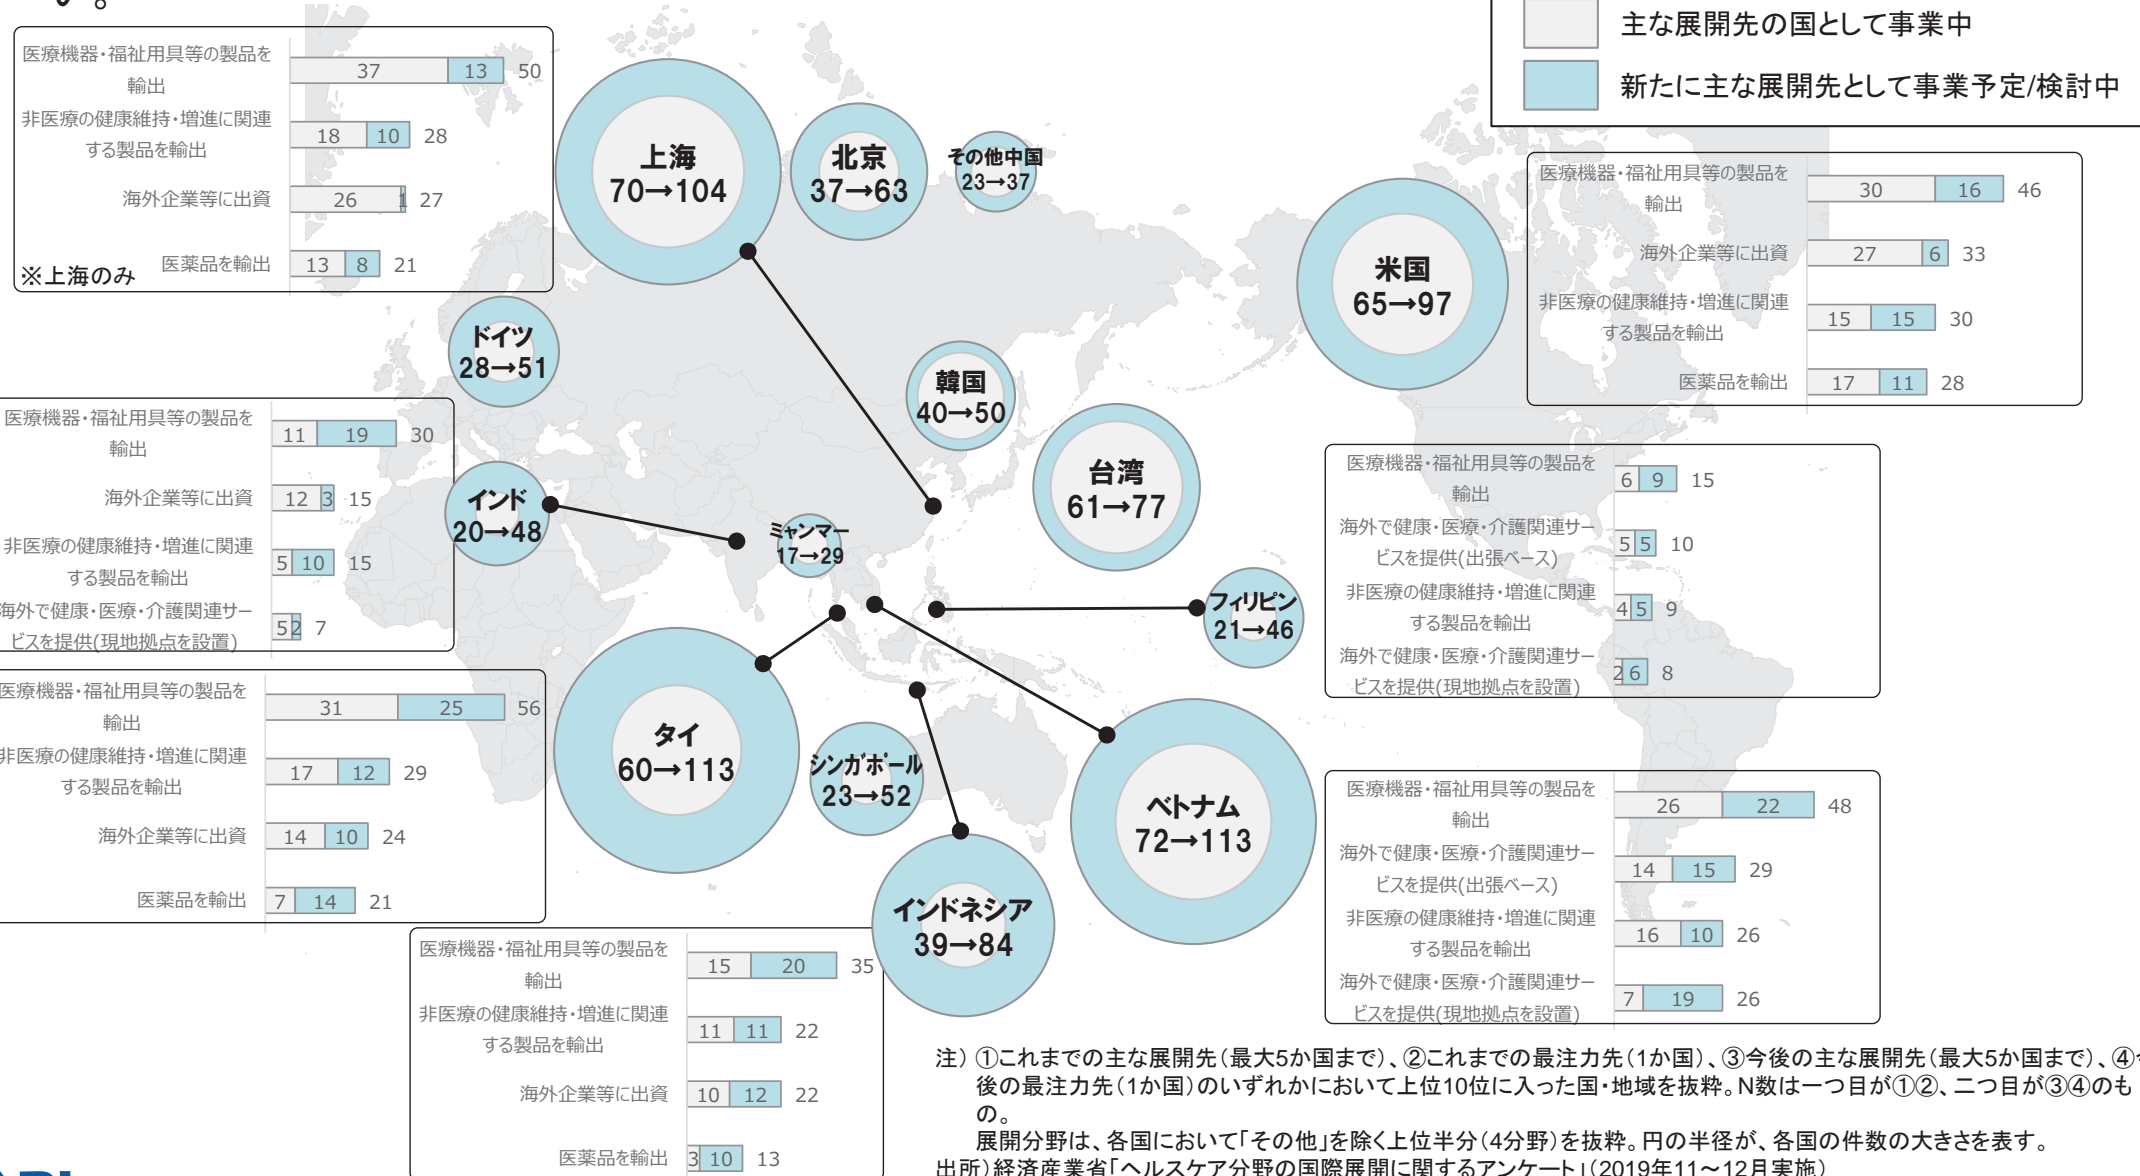 い。
主な展開先の国として事業中
新たに主な展開先として事業予定/検討中
医療機器・福祉用具等の製品を
輸出
37 13 50
非医療の健康維持・増進に関連
する製品を輸出
18 10 28
海外企業等に出資
26 1 27
医薬品を輸出
13 8 21
※上海のみ
上海
70→104
北京
37→63
その他中国
23→37
米国
65→97
医療機器・福祉用具等の製品を
輸出
30 16 46
海外企業等に出資
27 6 33
非医療の健康維持・増進に関連
する製品を輸出
15 15 30
医薬品を輸出
17 11 28
ドイツ
28→51
韓国
40→50
台湾
61→77
医療機器・福祉用具等の製品を
輸出
11 19 30
海外企業等に出資
12 3 15
非医療の健康維持・増進に関連
する製品を輸出
5 10 15
海外で健康・医療・介護関連サー
ビスを提供(現地拠点を設置)
5 2 7
インド
20→48
ミャンマー
17→29
フィリピン
21→46
医療機器・福祉用具等の製品を
輸出
6 9 15
海外で健康・医療・介護関連サー
ビスを提供(出張ベース)
5 5 10
非医療の健康維持・増進に関連
する製品を輸出
4 5 9
海外で健康・医療・介護関連サー
ビスを提供(現地拠点を設置)
2 6 8
医療機器・福祉用具等の製品を
輸出
31 25 56
非医療の健康維持・増進に関連
する製品を輸出
17 12 29
海外企業等に出資
14 10 24
医薬品を輸出
7 14 21
タイ
60→113
シンガポール
23→52
ベトナム
72→113
インドネシア
39→84
医療機器・福祉用具等の製品を
輸出
26 22 48
海外で健康・医療・介護関連サー
ビスを提供(出張ベース)
14 15 29
非医療の健康維持・増進に関連
する製品を輸出
16 10 26
海外で健康・医療・介護関連サー
ビスを提供(現地拠点を設置)
7 19 26
医療機器・福祉用具等の製品を
輸出
15 20 35
非医療の健康維持・増進に関連
する製品を輸出
11 11 22
海外企業等に出資
10 12 22
医薬品を輸出
3 10 13
注）①これまでの主な展開先（最大5か国まで）、②これまでの最注力先（1か国）、③今後の主な展開先（最大5か国まで）、④今
後の最注力先（1か国）のいずれかにおいて上位10位に入った国・地域を抜粋。N数は一つ目が①②、二つ目が③④のも
の。
展開分野は、各国において「その他」を除く上位半分（4分野）を抜粋。円の半径が、各国の件数の大きさを表す。
出所）経済産業省「ヘルスケア分野の国際展開に関するアンケート」（2019年11～12月実施）